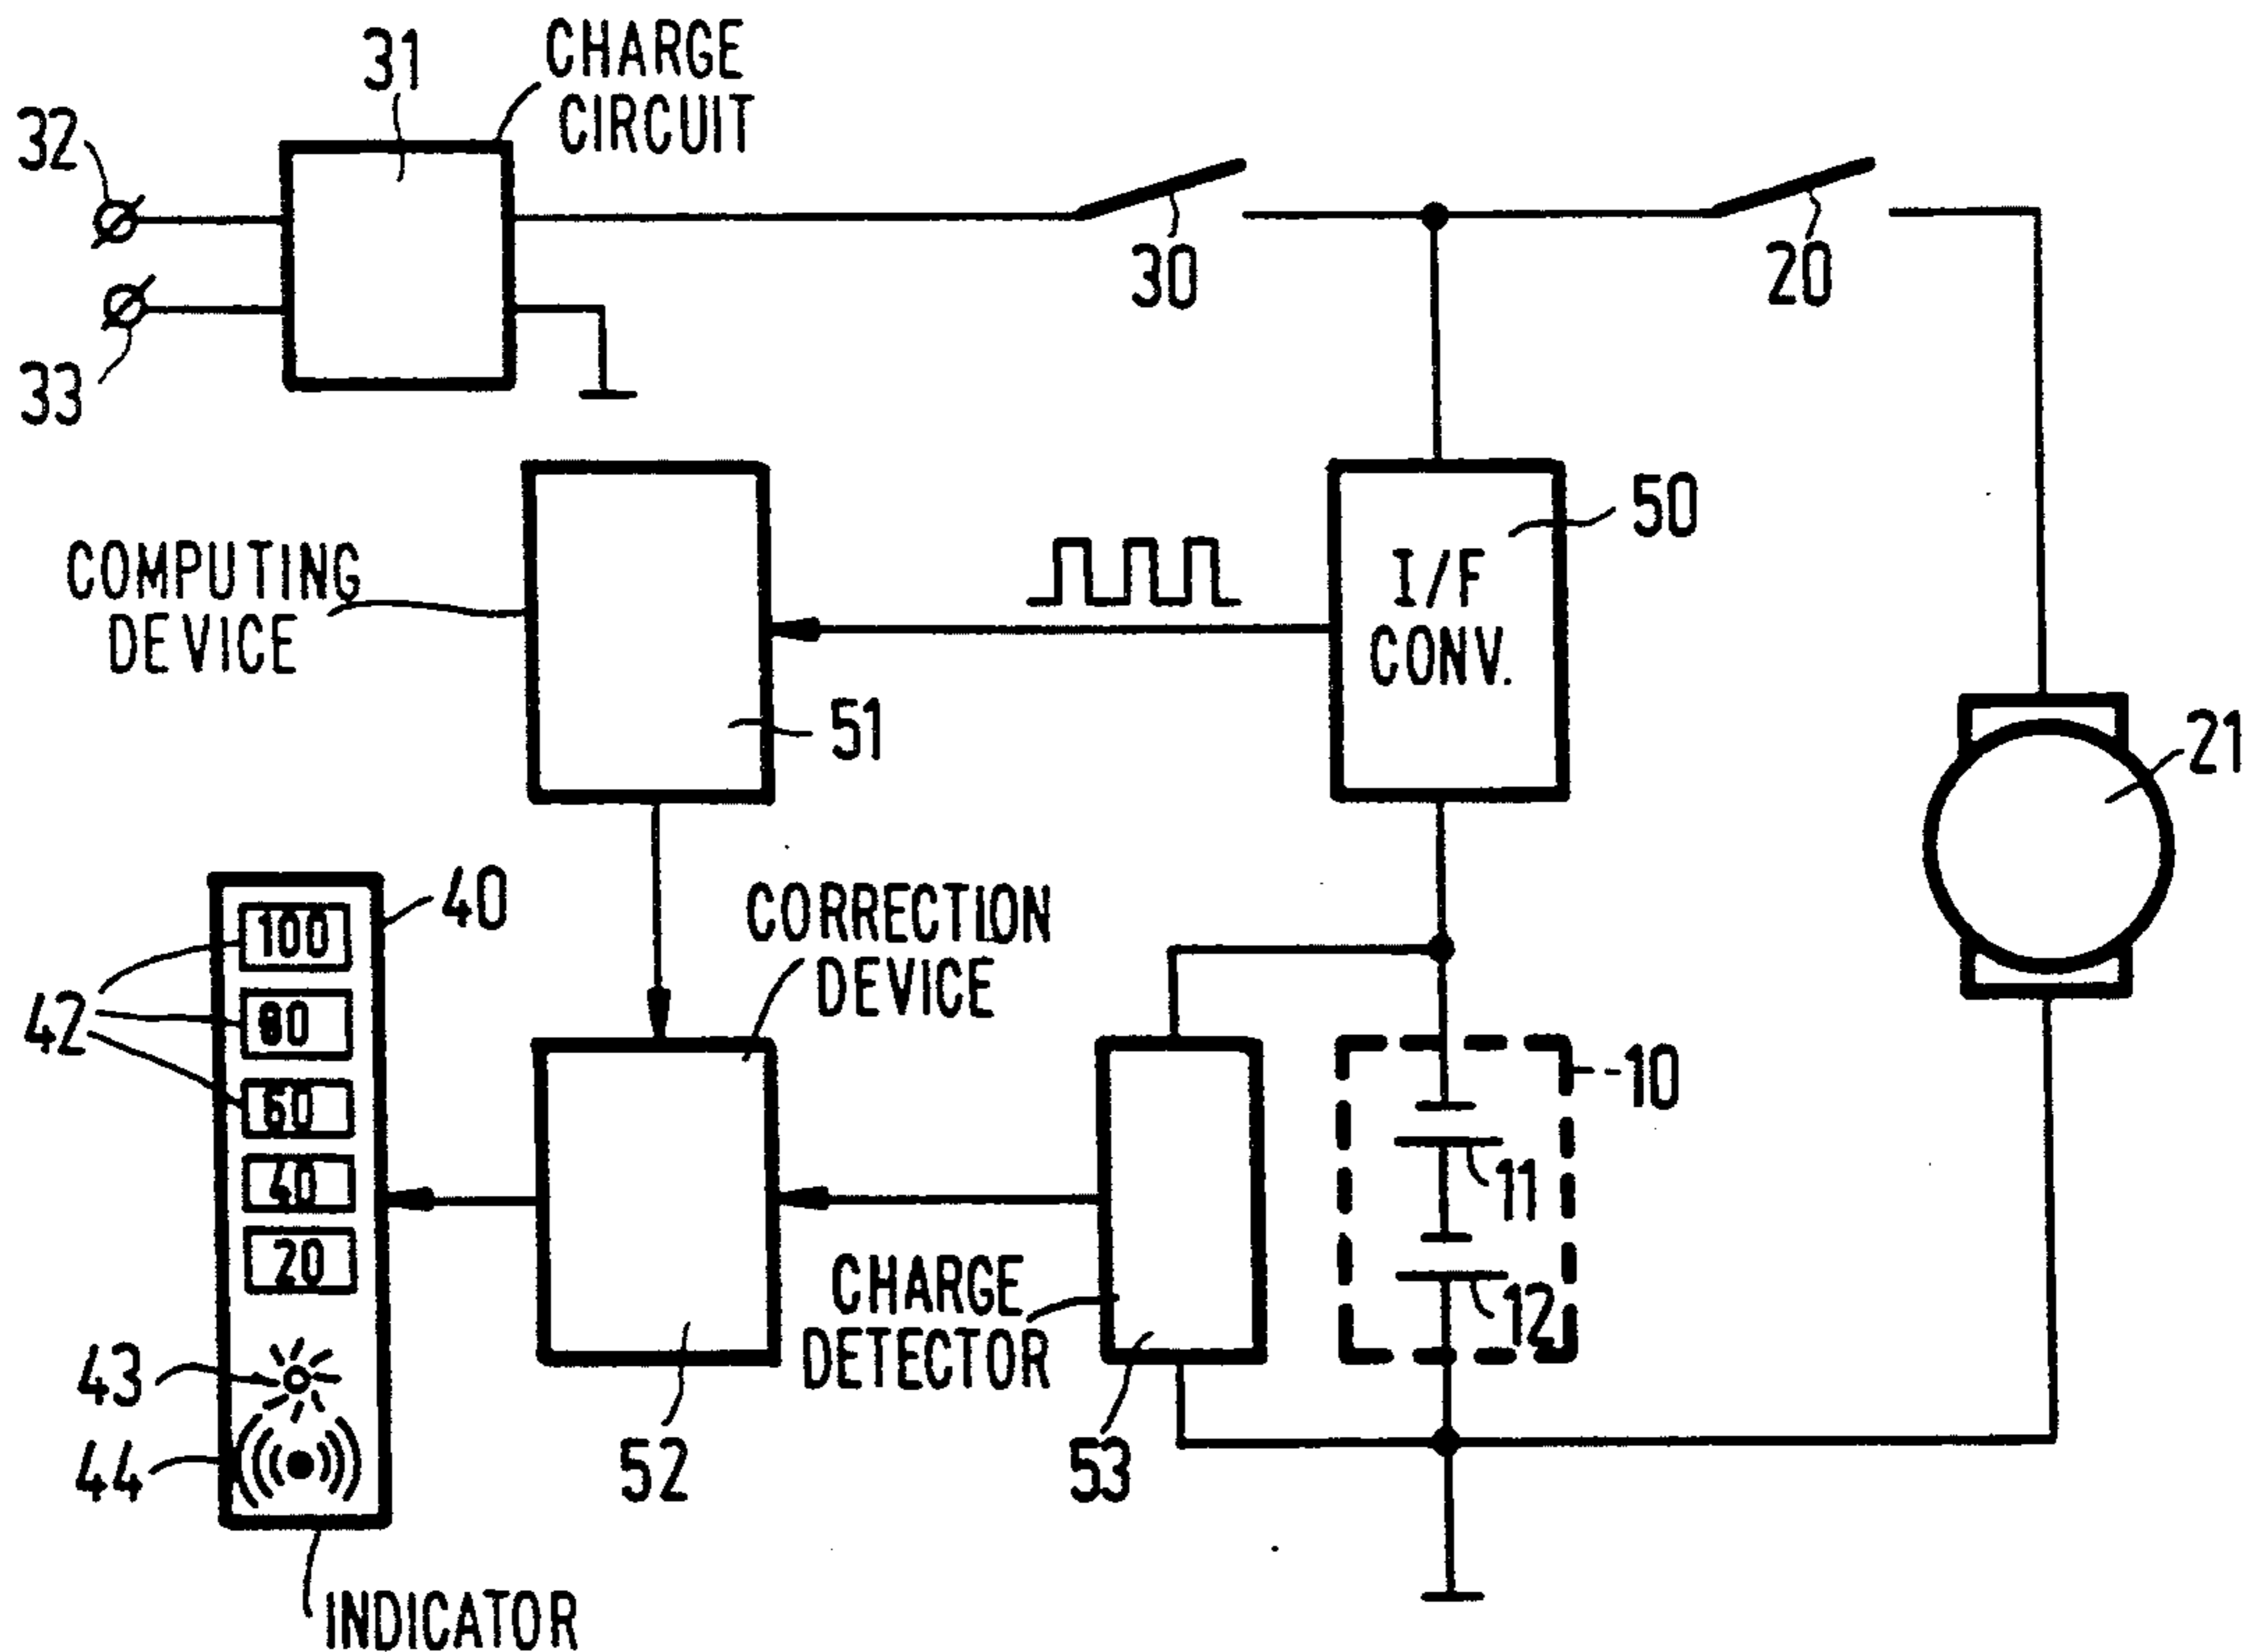 31
CHARGE
CIRCUIT
32
33
30
20
COMPUTING
DEVICE
51
I/F
CONV.
50
21
40
100
80
60
40
20
42
43
44
INDICATOR
CORRECTION
DEVICE
52
CHARGE
DETECTOR
53
10
11
12